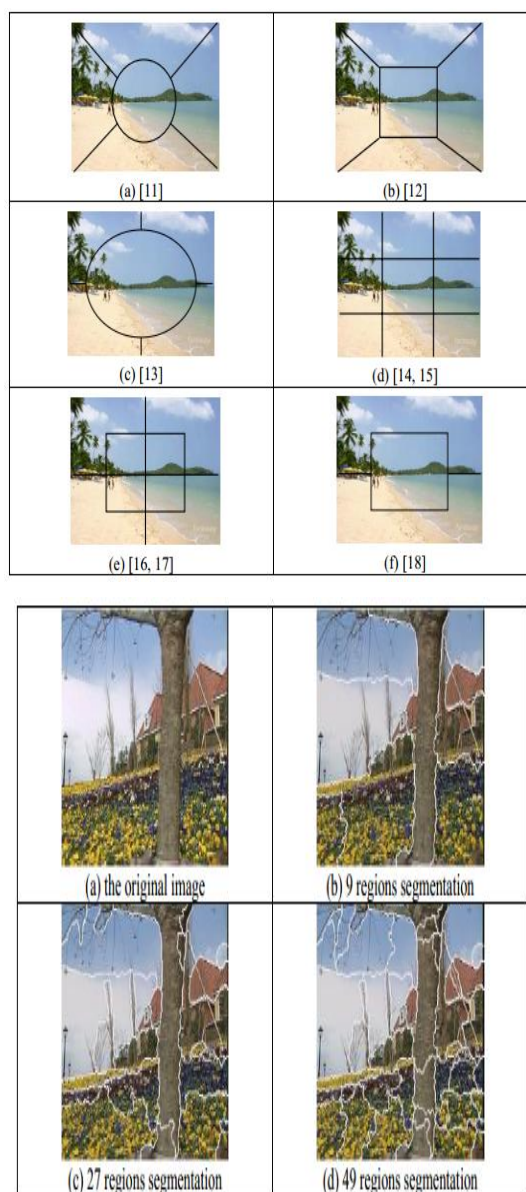 (a) [11]
(b) [12]
(c) [13]
(d) [14, 15]
(e) [16, 17]
(f) [18]
(a) the original image
(b) 9 regions segmentation
(c) 27 regions segmentation
(d) 49 regions segmentation